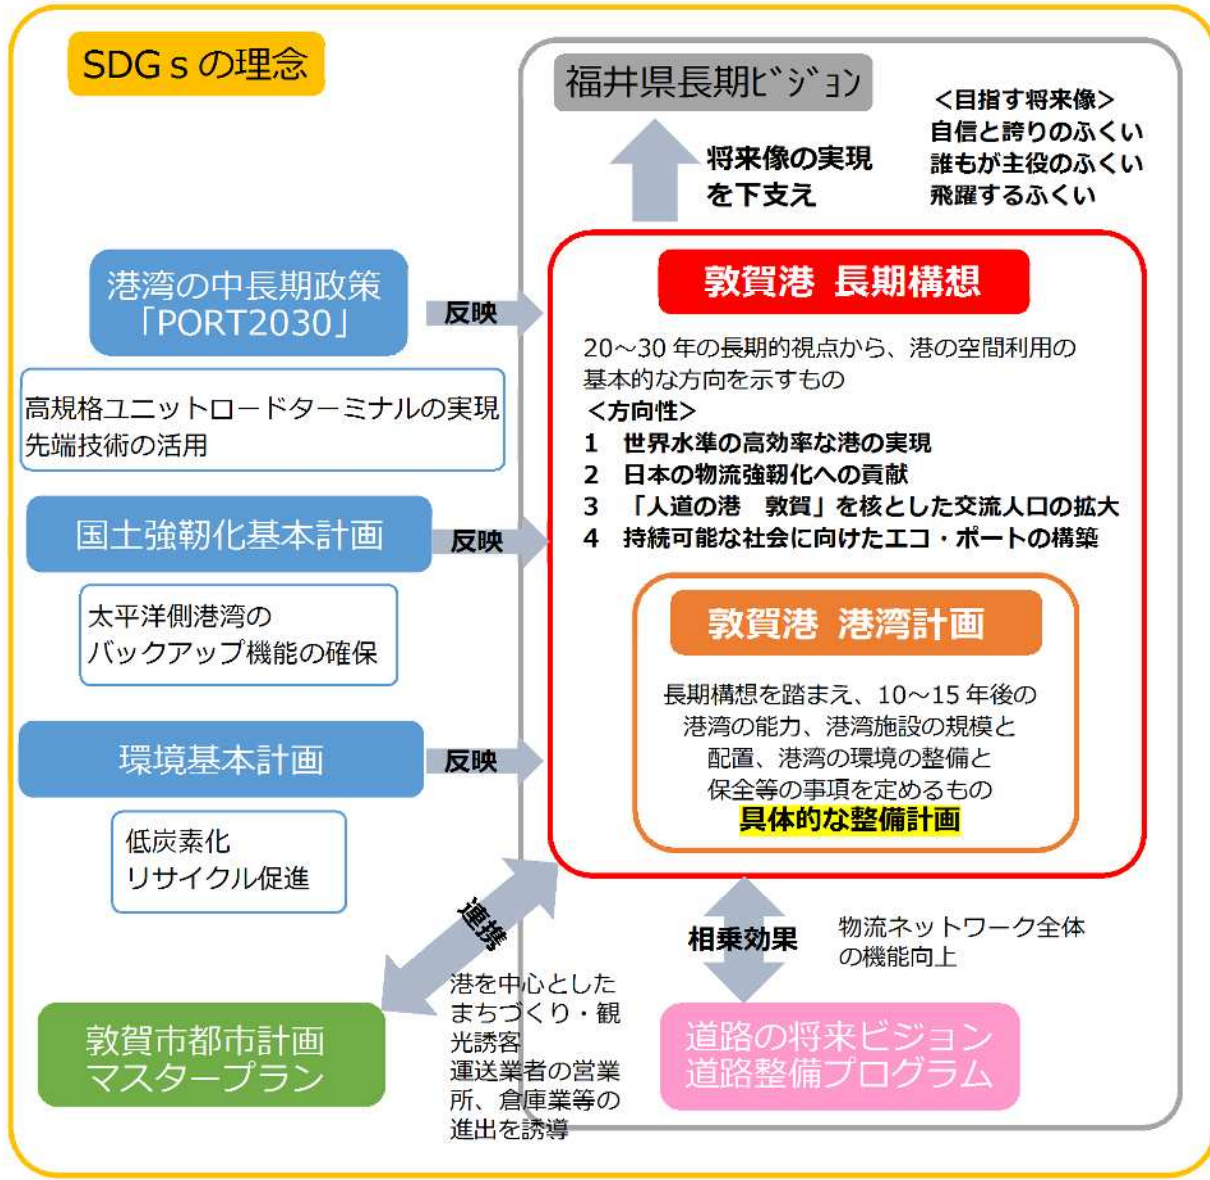 SDGｓの理念
福井県長期ﾋﾞｼﾞｮﾝ
＜目指す将来像＞
自信と誇りのふくい
誰もが主役のふくい
飛躍するふくい
将来像の実現
を下支え
港湾の中長期政策
「PORT2030」
反映
高規格ユニットロードターミナルの実現
先端技術の活用
国土強靭化基本計画
反映
太平洋側港湾の
バックアップ機能の確保
環境基本計画
反映
低炭素化
リサイクル促進
敦賀港 長期構想
20～30 年の長期的視点から、港の空間利用の
基本的な方向を示すもの
＜方向性＞
1　世界水準の高効率な港の実現
2　日本の物流強靭化への貢献
3　「人道の港　敦賀」を核とした交流人口の拡大
4　持続可能な社会に向けたエコ・ポートの構築
敦賀港 港湾計画
長期構想を踏まえ、10～15 年後の
港湾の能力、港湾施設の規模と
配置、港湾の環境の整備と
保全等の事項を定めるもの
具体的な整備計画
連携
港を中心とした
まちづくり・観
光誘客
運送業者の営業
所、倉庫業等の
進出を誘導
敦賀市都市計画
マスタープラン
相乗効果
物流ネットワーク全体
の機能向上
道路の将来ビジョン
道路整備プログラム